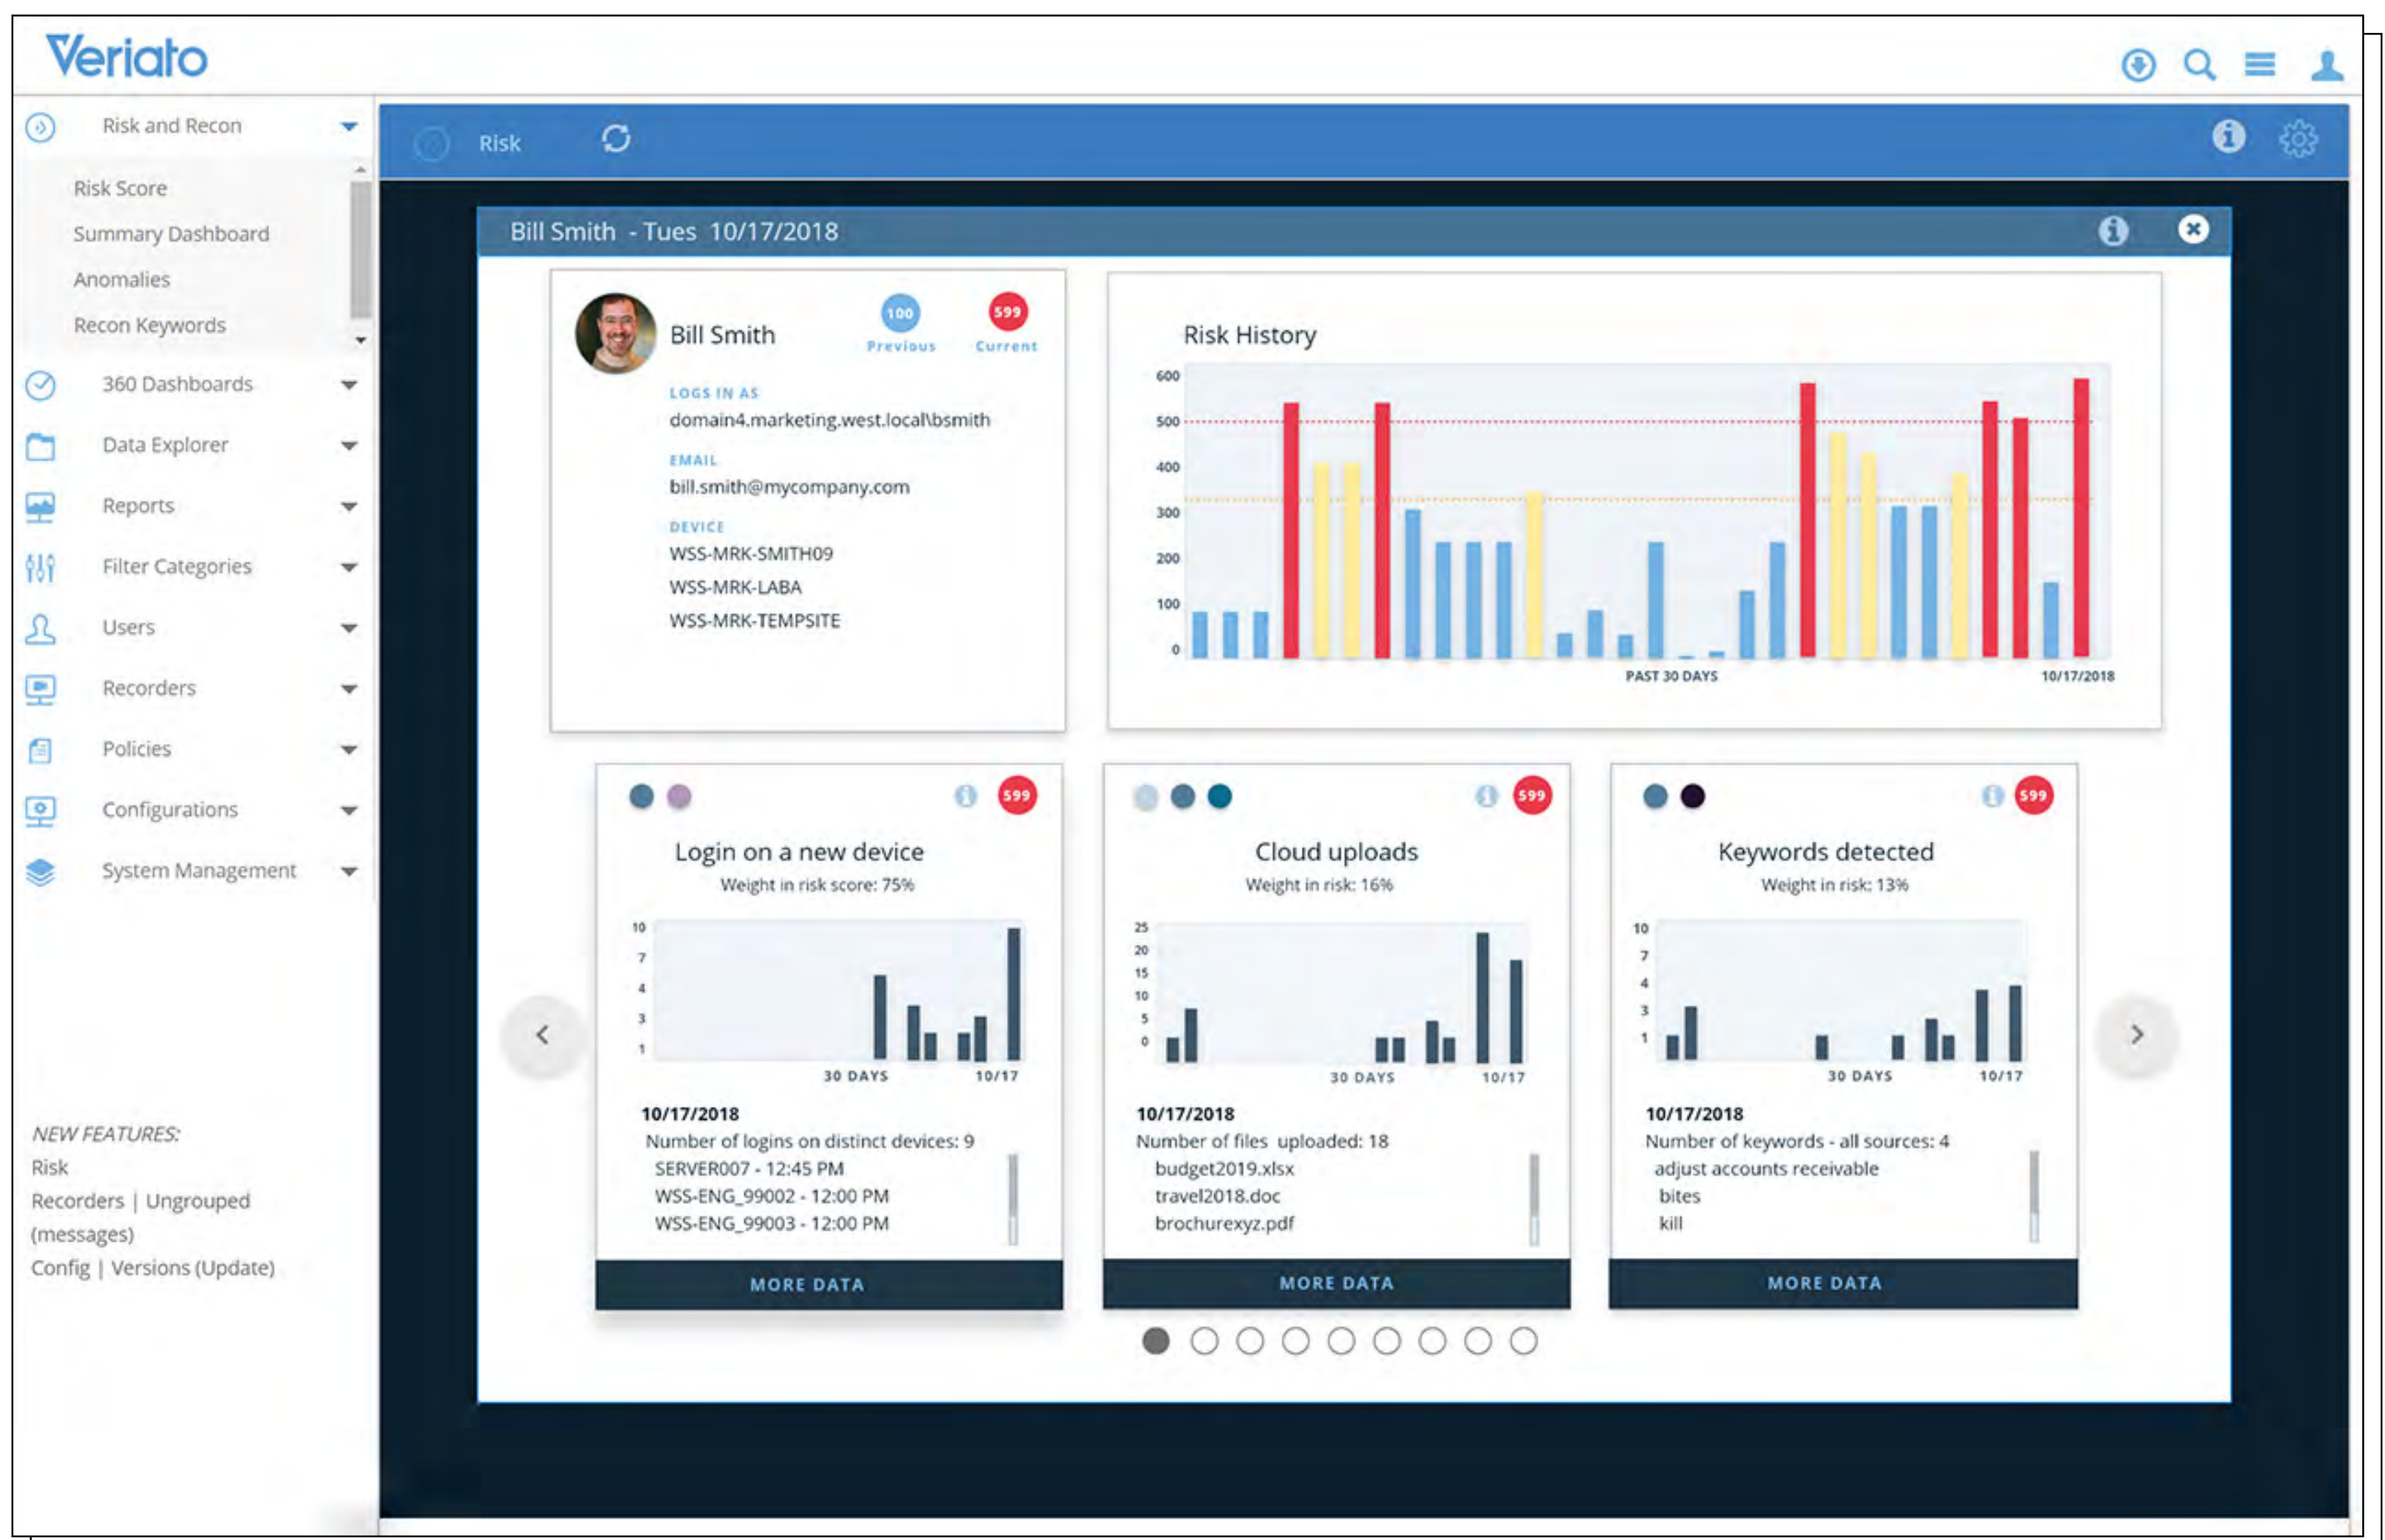 Veriato
Risk and Recon
Risk Score
Summary Dashboard
Anomalies
Recon Keywords
360 Dashboards
Data Explorer
Reports
Filter Categories
Users
Recorders
Policies
Configurations
System Management
NEW FEATURES:
Risk
Recorders | Ungrouped
(messages)
Config | Versions (Update)
Risk
Bill Smith - Tues 10/17/2018
Bill Smith
100
Previous
599
Current
LOGS IN AS
domain4.marketing.west.local\bsmith
EMAIL
bill.smith@mycompany.com
DEVICE
WSS-MRK-SMITH09
WSS-MRK-LABA
WSS-MRK-TEMPSITE
Risk History
600
500
400
300
200
100
0
PAST 30 DAYS
10/17/2018
599
Login on a new device
Weight in risk score: 75%
10
7
4
3
1
30 DAYS
10/17
10/17/2018
Number of logins on distinct devices: 9
SERVER007 - 12:45 PM
WSS-ENG_99002 - 12:00 PM
WSS-ENG_99003 - 12:00 PM
MORE DATA
599
Cloud uploads
Weight in risk: 16%
25
20
15
10
5
0
30 DAYS
10/17
10/17/2018
Number of files uploaded: 18
budget2019.xlsx
travel2018.doc
brochurexyz.pdf
MORE DATA
599
Keywords detected
Weight in risk: 13%
10
7
4
3
1
30 DAYS
10/17
10/17/2018
Number of keywords - all sources: 4
adjust accounts receivable
bites
kill
MORE DATA